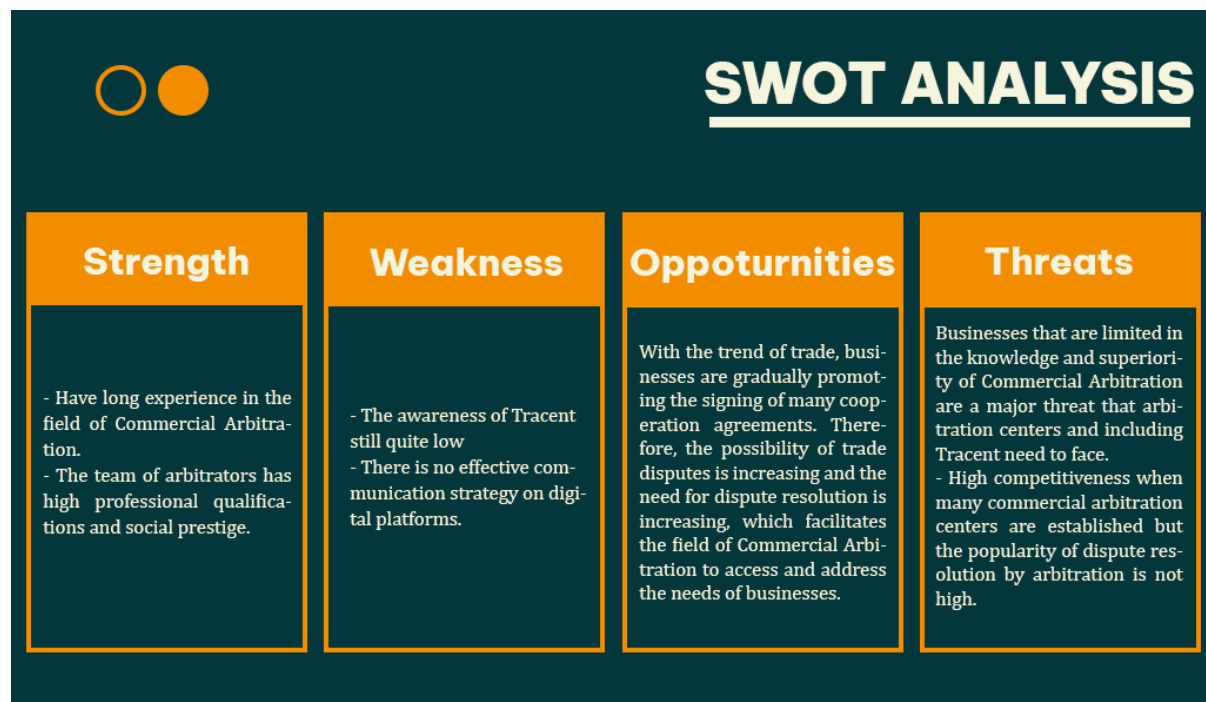 SWOT ANALYSIS
Strength
- Have long experience in the
field of Commercial Arbitra-
tion.
- The team of arbitrators has
high professional qualifica-
tions and social prestige.
Weakness
- The awareness of Tracent
still quite low
- There is no effective com-
munication strategy on digi-
tal platforms.
Oppoturnities
With the trend of trade, busi-
nesses are gradually promot-
ing the signing of many coop-
eration agreements. There-
fore, the possibility of trade
disputes is increasing and the
need for dispute resolution is
increasing, which facilitates
the field of Commercial Arbi-
tration to access and address
the needs of businesses.
Threats
Businesses that are limited in
the knowledge and superiori-
ty of Commercial Arbitration
are a major threat that arbi-
tration centers and including
Tracent need to face.
- High competitiveness when
many commercial arbitration
centers are established but
the popularity of dispute res-
olution by arbitration is not
high.